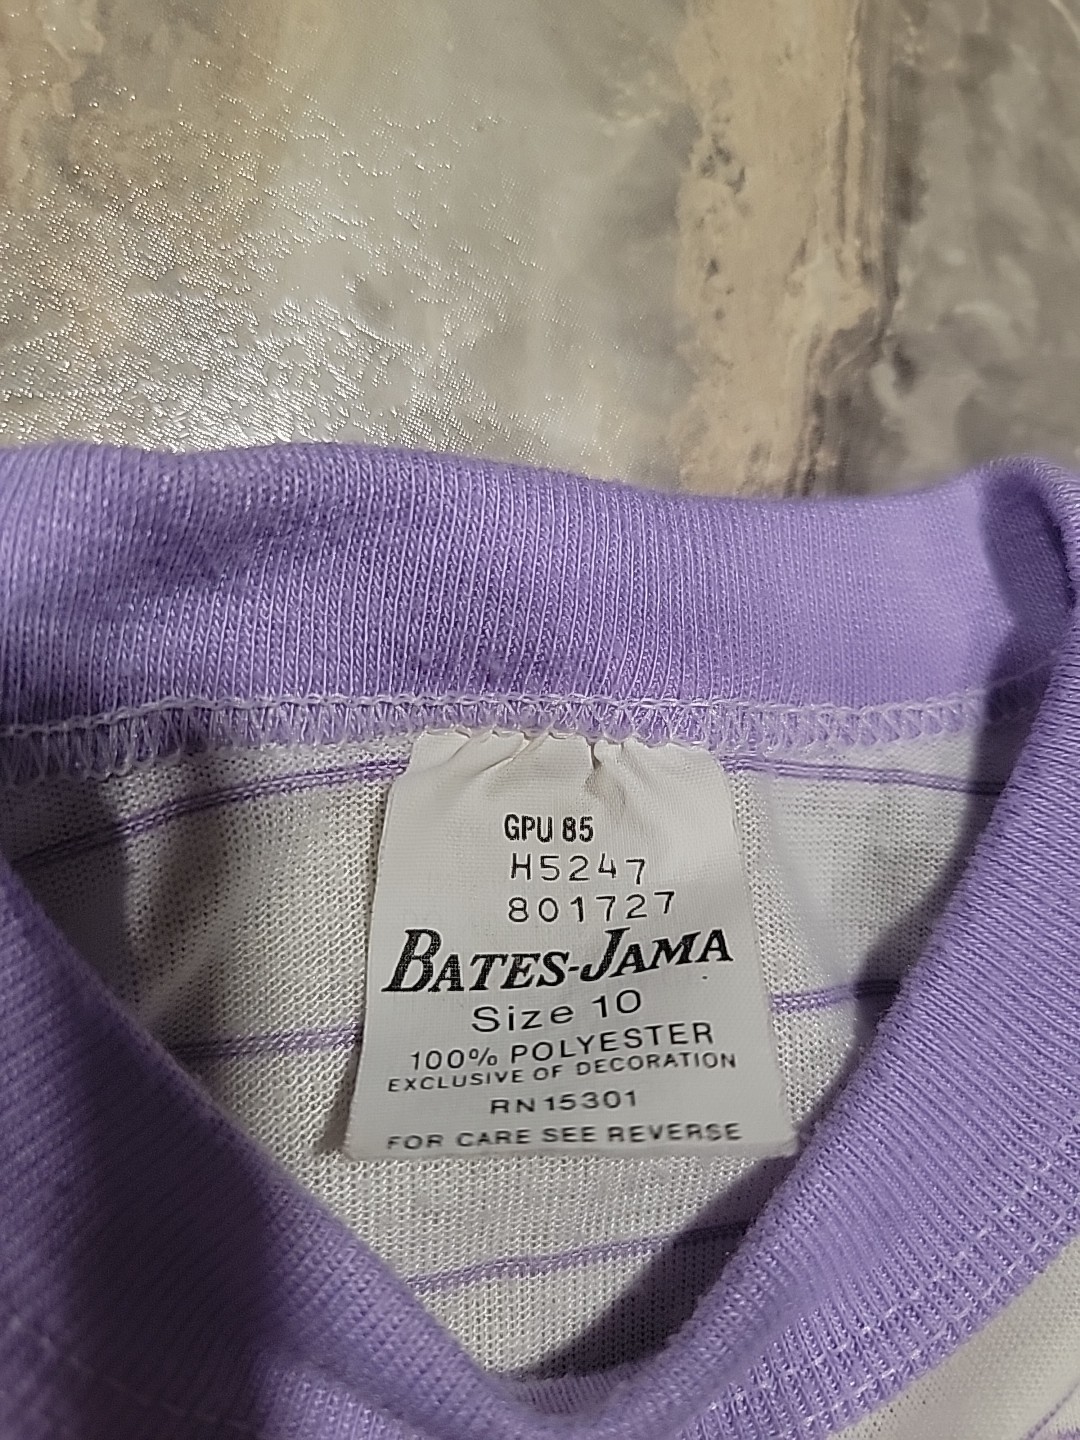 GPU 85
H5247
801727
BATES-JAMA
Size 10
100% POLYESTER
EXCLUSIVE OF DECORATION
RN 15301
FOR CARE SEE REVERSE